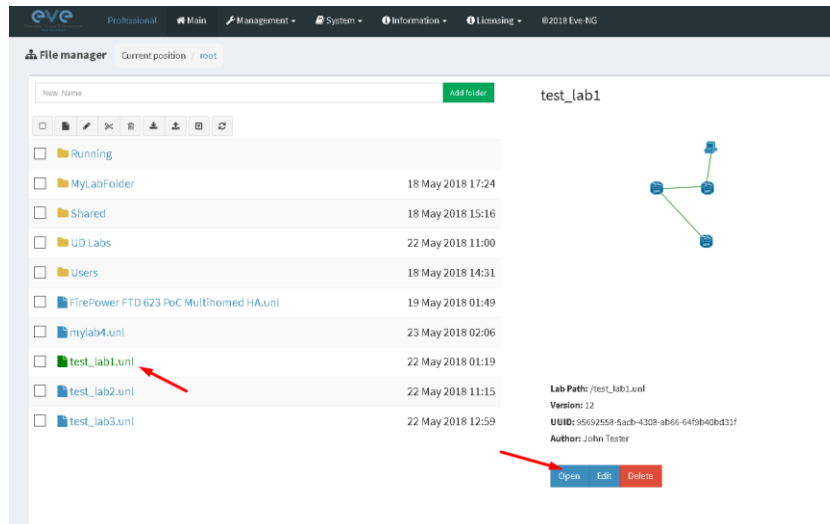 eve Professional Main Management System Information Licensing ©2018 Eve-NG
File manager Current position / root
New Name Add folder
test_lab1
Running
MyLabFolder 18 May 2018 17:24
Shared 18 May 2018 15:16
UD Labs 22 May 2018 11:00
Users 18 May 2018 14:31
FirePower FTD 623 PoC Multihomed HA.unl 19 May 2018 01:49
mylab4.unl 23 May 2018 02:06
test_lab1.unl 22 May 2018 01:19
test_lab2.unl 22 May 2018 11:15
test_lab3.unl 22 May 2018 12:59
Lab Path: /test_lab1.unl
Version: 12
UUID: 95692558-5acb-4308-ab66-64f9b40bd31f
Author: John Tester
Open Edit Delete